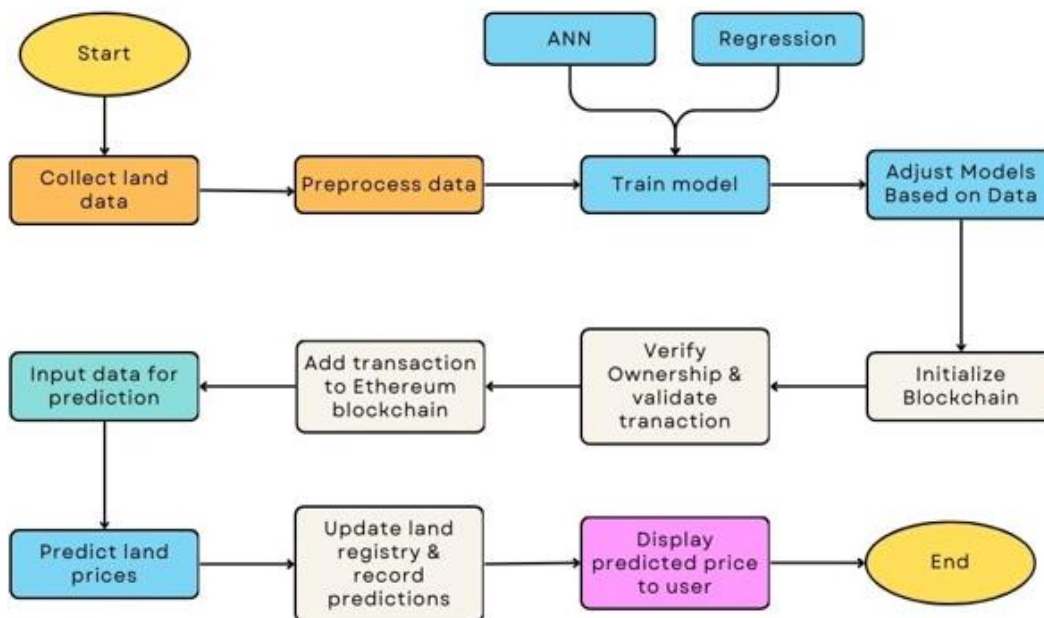 Start
ANN
Regression
Collect land
data
Preprocess data
Train model
Adjust Models
Based on Data
Input data for
prediction
Add transaction
to Ethereum
blockchain
Verify
Ownership &
validate
tranaction
Initialize
Blockchain
Predict land
prices
Update land
registry &
record
predictions
Display
predicted price
to user
End